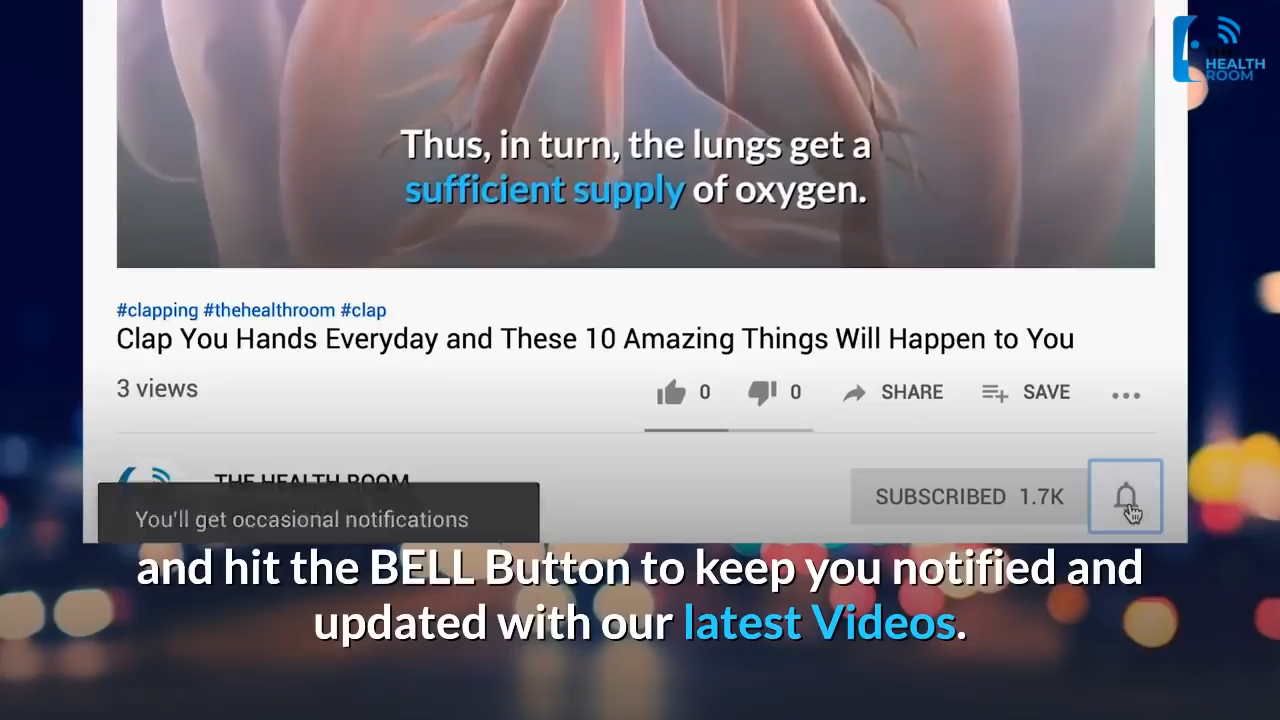 THE
HEALTH
ROOM
Thus, in turn, the lungs get a
sufficient supply of oxygen.
#clapping #thehealthroom #clap
Clap You Hands Everyday and These 10 Amazing Things Will Happen to You
3 views
0
0
SHARE
SAVE
THE HEALTH ROOM
SUBSCRIBED 1.7K
You'll get occasional notifications
and hit the BELL Button to keep you notified and
updated with our latest Videos.